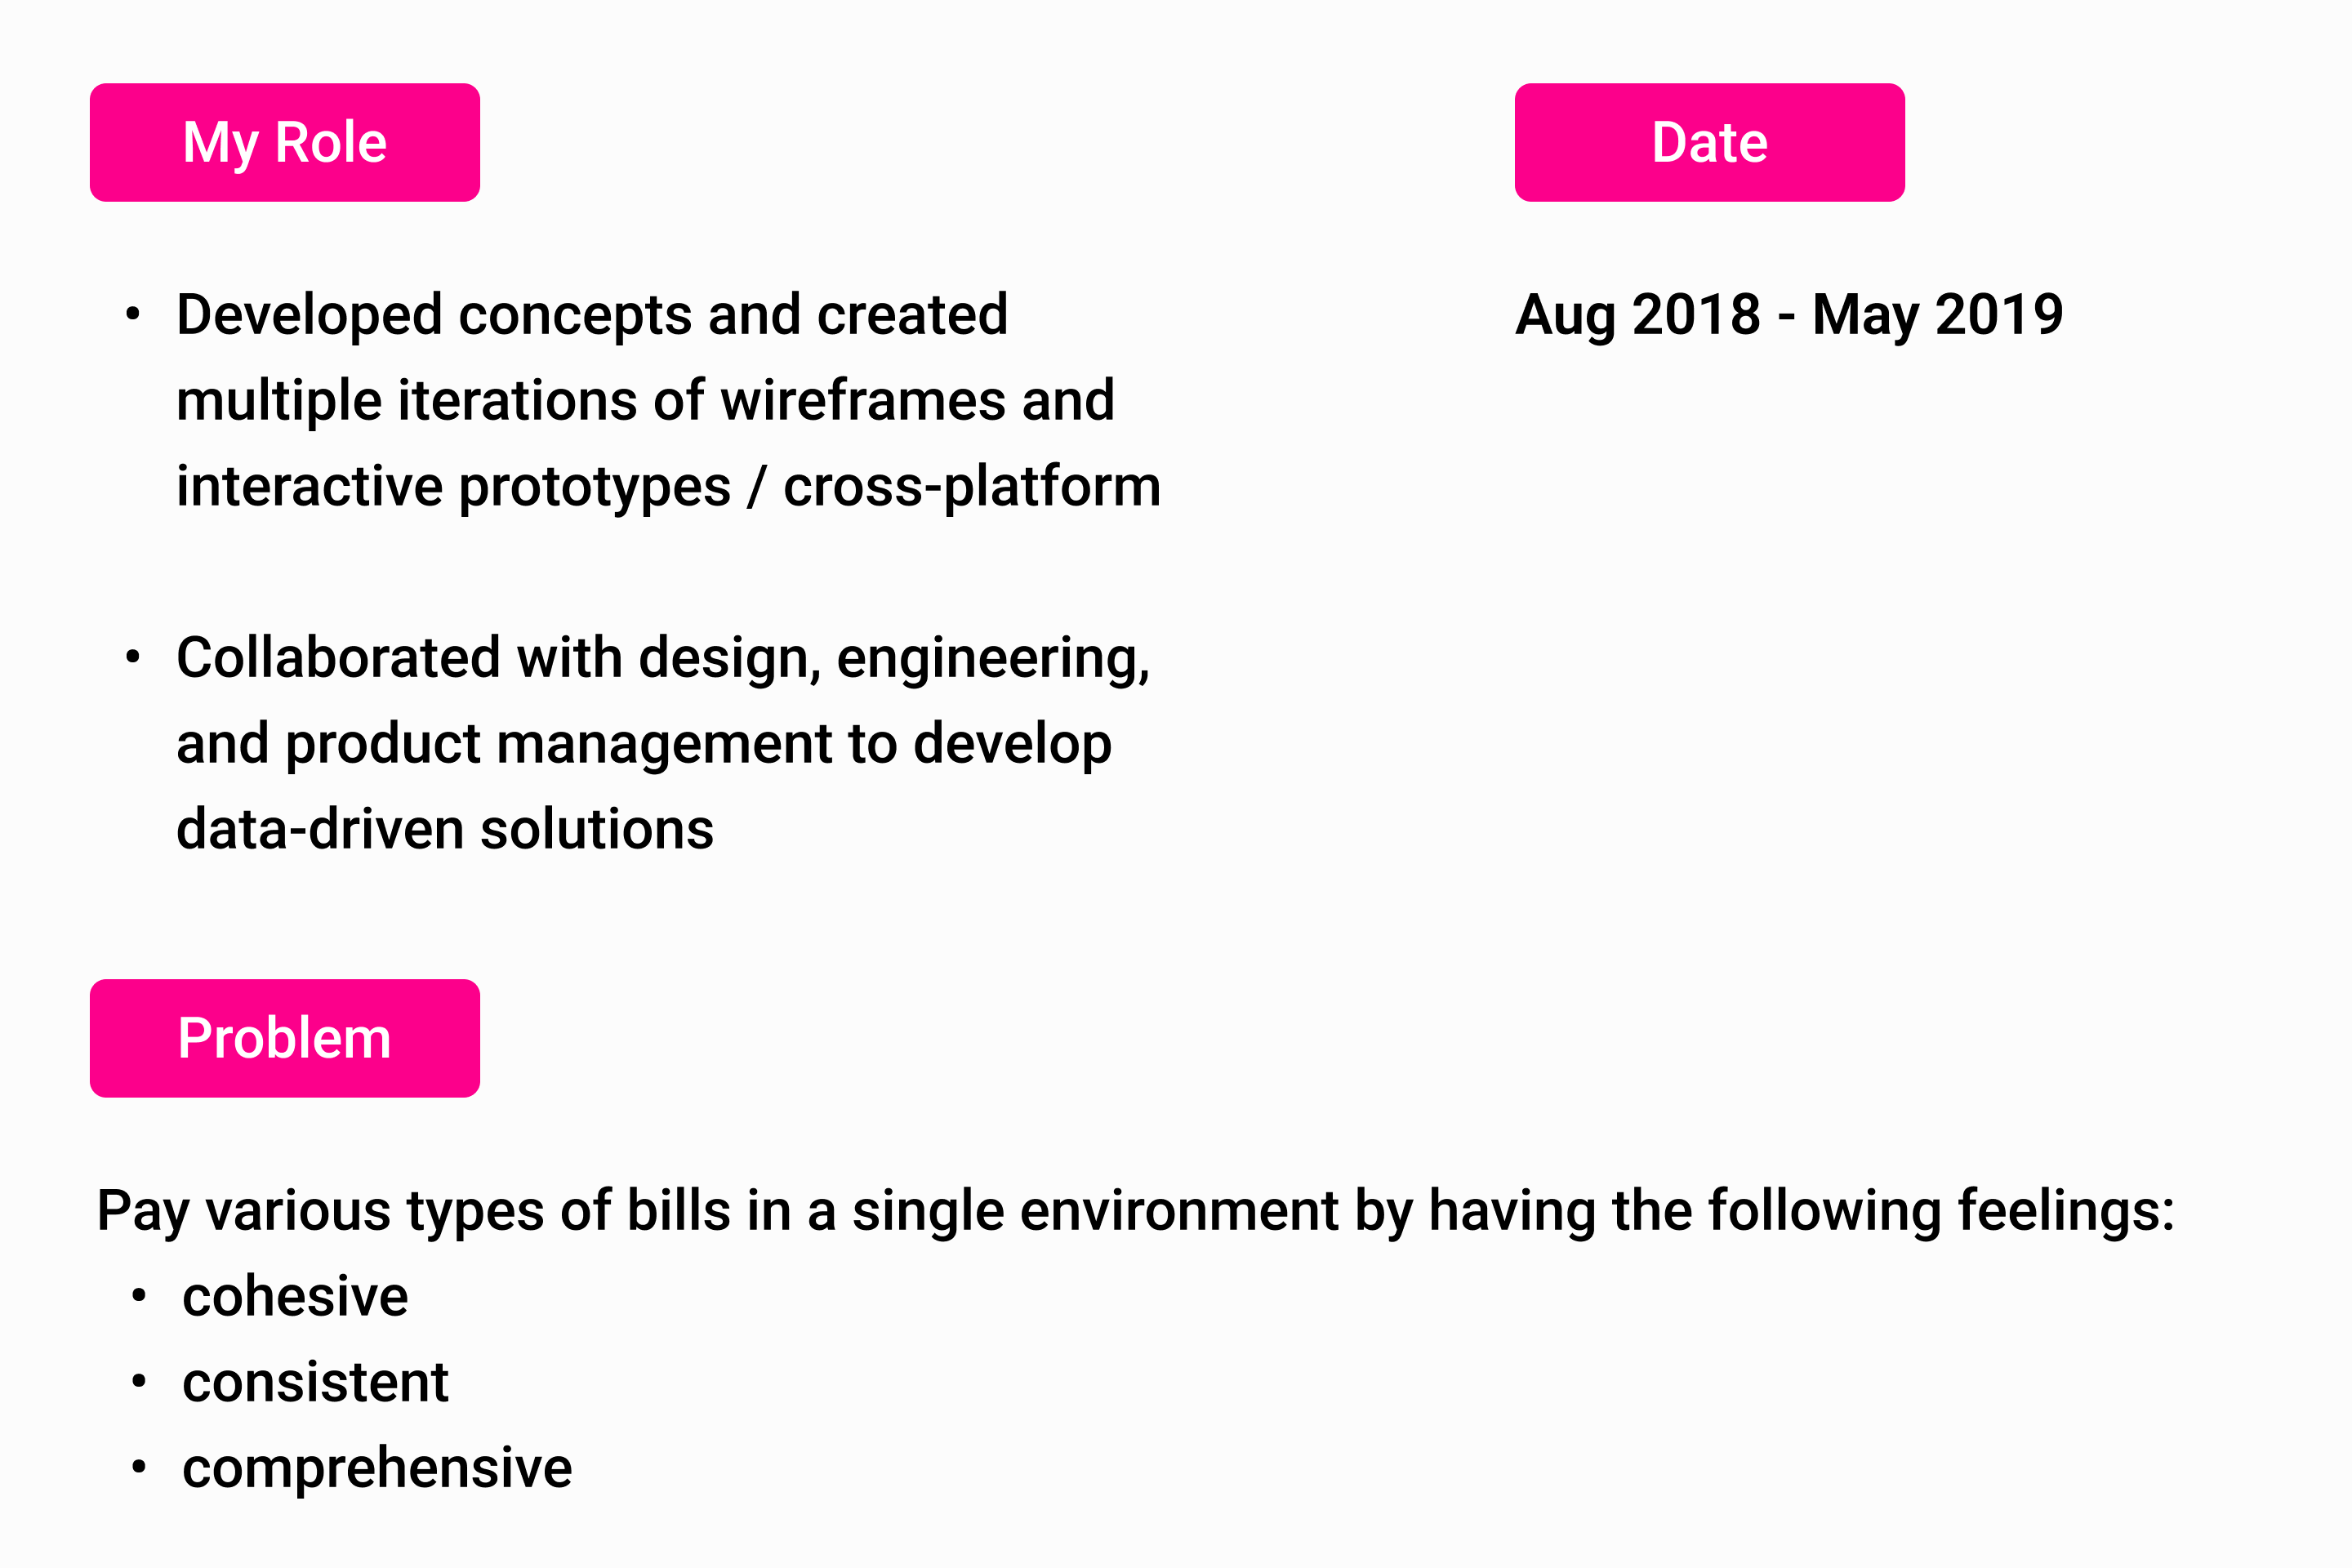 My Role
• Developed concepts and created
multiple iterations of wireframes and
interactive prototypes / cross-platform
• Collaborated with design, engineering,
and product management to develop
data-driven solutions
Date
Aug 2018 - May 2019
Problem
Pay various types of bills in a single environment by having the following feelings:
• cohesive
• consistent
• comprehensive